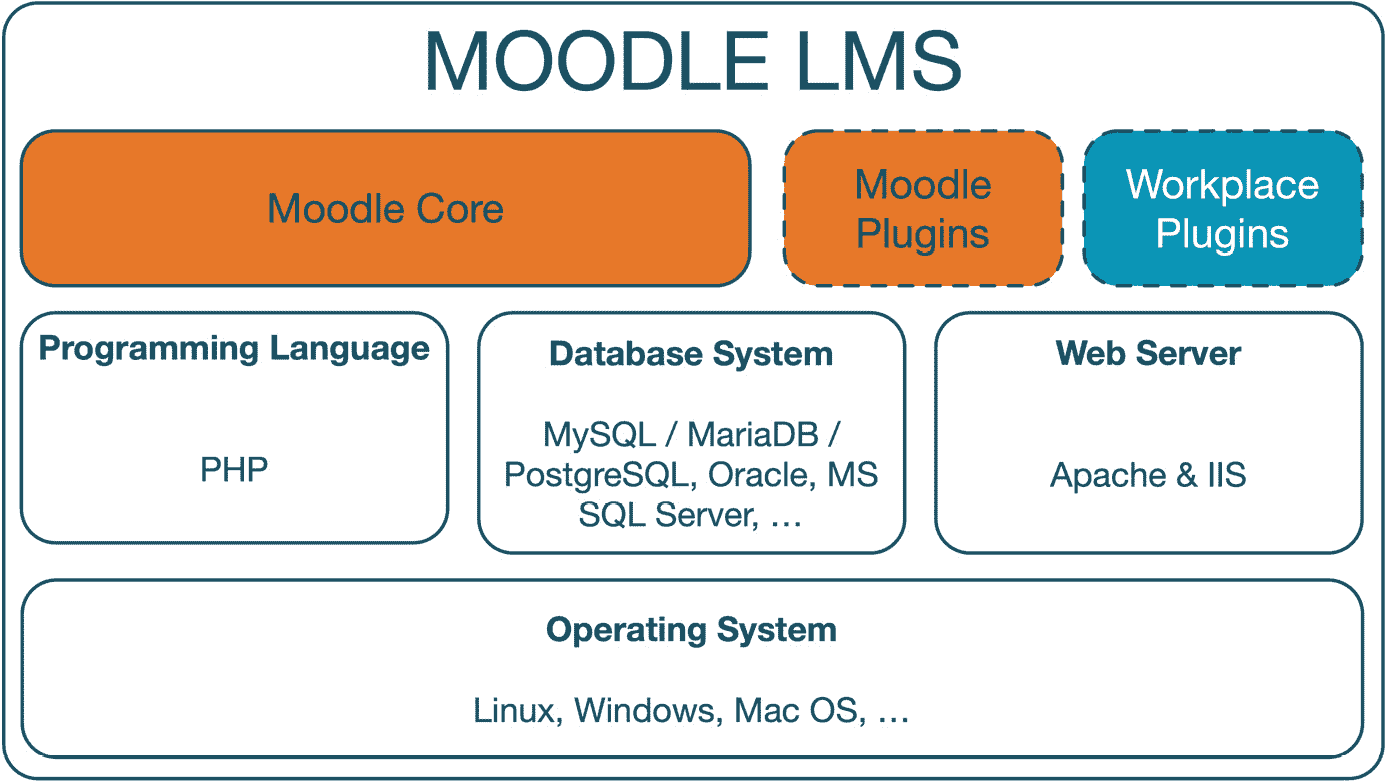 MOODLE LMS
Moodle Core
Moodle
Plugins
Workplace
Plugins
Programming Language
PHP
Database System
MySQL / MariaDB /
PostgreSQL, Oracle, MS
SQL Server, …
Web Server
Apache & IIS
Operating System
Linux, Windows, Mac OS, …